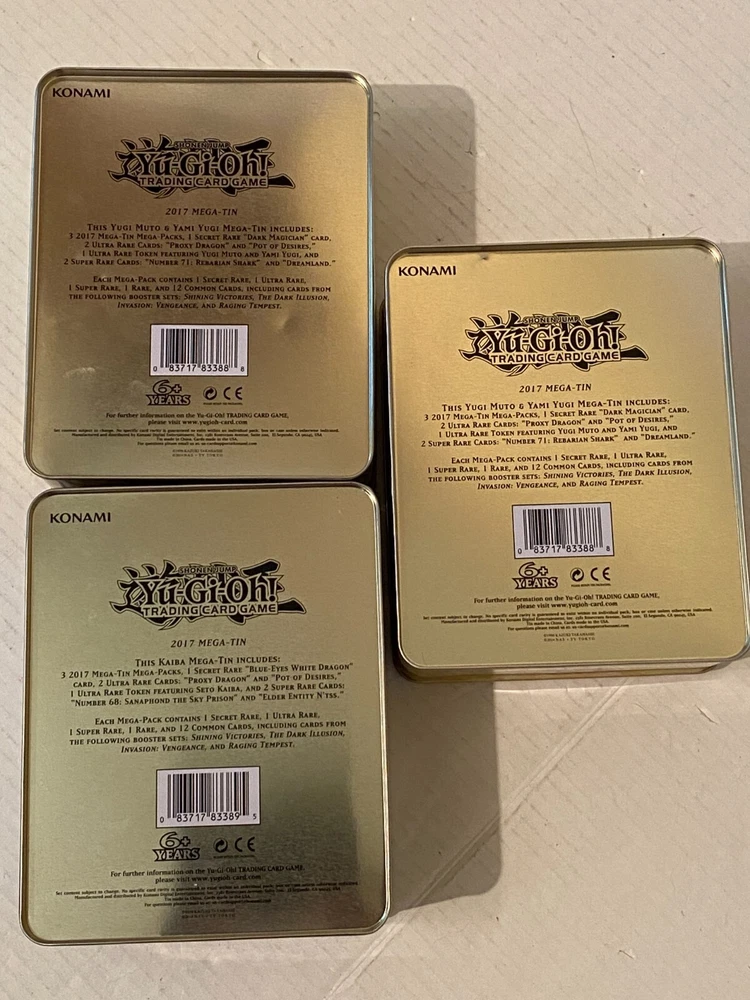 KONAMI
SHONEN JUMP
Yu-Gi-Oh!
TRADING CARD GAME
2017 MEGA-TIN
THIS YUGI MUTO & YAMI YUGI MEGA-TIN INCLUDES:
3 2017 MEGA-TIN MEGA-PACKS, 1 SECRET RARE "DARK MAGICIAN" CARD,
2 ULTRA RARE CARDS: "PROXY DRAGON" AND "POT OF DESIRES,"
1 ULTRA RARE TOKEN FEATURING YUGI MUTO AND YAMI YUGI, AND
2 SUPER RARE CARDS: "NUMBER 71: REBARIAN SHARK" AND "DREAMLAND."
EACH MEGA-PACK CONTAINS 1 SECRET RARE, 1 ULTRA RARE,
1 SUPER RARE, 1 RARE, AND 12 COMMON CARDS, INCLUDING CARDS FROM
THE FOLLOWING BOOSTER SETS: SHINING VICTORIES, THE DARK ILLUSION,
INVASION: VENGEANCE, AND RAGING TEMPEST.
0 83717 83388 8
6+
YEARS
CE
For further information on the Yu-Gi-Oh! TRADING CARD GAME,
please visit www.yugioh-card.com
KONAMI
SHONEN JUMP
Yu-Gi-Oh!
TRADING CARD GAME
2017 MEGA-TIN
THIS YUGI MUTO & YAMI YUGI MEGA-TIN INCLUDES:
3 2017 MEGA-TIN MEGA-PACKS, 1 SECRET RARE "DARK MAGICIAN" CARD,
2 ULTRA RARE CARDS: "PROXY DRAGON" AND "POT OF DESIRES,"
1 ULTRA RARE TOKEN FEATURING YUGI MUTO AND YAMI YUGI, AND
2 SUPER RARE CARDS: "NUMBER 71: REBARIAN SHARK" AND "DREAMLAND."
EACH MEGA-PACK CONTAINS 1 SECRET RARE, 1 ULTRA RARE,
1 SUPER RARE, 1 RARE, AND 12 COMMON CARDS, INCLUDING CARDS FROM
THE FOLLOWING BOOSTER SETS: SHINING VICTORIES, THE DARK ILLUSION,
INVASION: VENGEANCE, AND RAGING TEMPEST.
0 83717 83388 8
6+
YEARS
CE
For further information on the Yu-Gi-Oh! TRADING CARD GAME,
please visit www.yugioh-card.com
KONAMI
SHONEN JUMP
Yu-Gi-Oh!
TRADING CARD GAME
2017 MEGA-TIN
THIS KAIBA MEGA-TIN INCLUDES:
3 2017 MEGA-TIN MEGA-PACKS, 1 SECRET RARE "BLUE-EYES WHITE DRAGON"
CARD, 2 ULTRA RARE CARDS: "PROXY DRAGON" AND "POT OF DESIRES,"
1 ULTRA RARE TOKEN FEATURING SETO KAIBA, AND 2 SUPER RARE CARDS:
"NUMBER 68: SANAPHOND THE SKY PRISON" AND "ELDER ENTITY N'TSS."
EACH MEGA-PACK CONTAINS 1 SECRET RARE, 1 ULTRA RARE,
1 SUPER RARE, 1 RARE, AND 12 COMMON CARDS, INCLUDING CARDS FROM
THE FOLLOWING BOOSTER SETS: SHINING VICTORIES, THE DARK ILLUSION,
INVASION: VENGEANCE, AND RAGING TEMPEST.
0 83717 83389 5
6+
YEARS
CE
For further information on the Yu-Gi-Oh! TRADING CARD GAME,
please visit www.yugioh-card.com